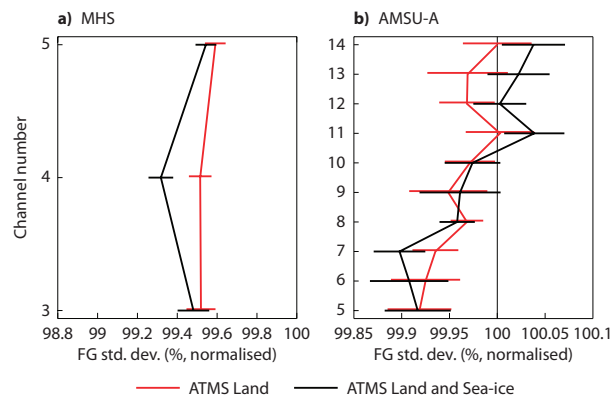 a) MHS
b) AMSU-A
Channel number
5
4
3
98.8 99 99.2 99.4 99.6 99.8 100
FG std. dev. (%, normalised)
14
13
12
11
10
9
8
7
6
5
99.85 99.9 99.95 100 100.05 100.1
FG std. dev. (%, normalised)
ATMS Land
ATMS Land and Sea-ice